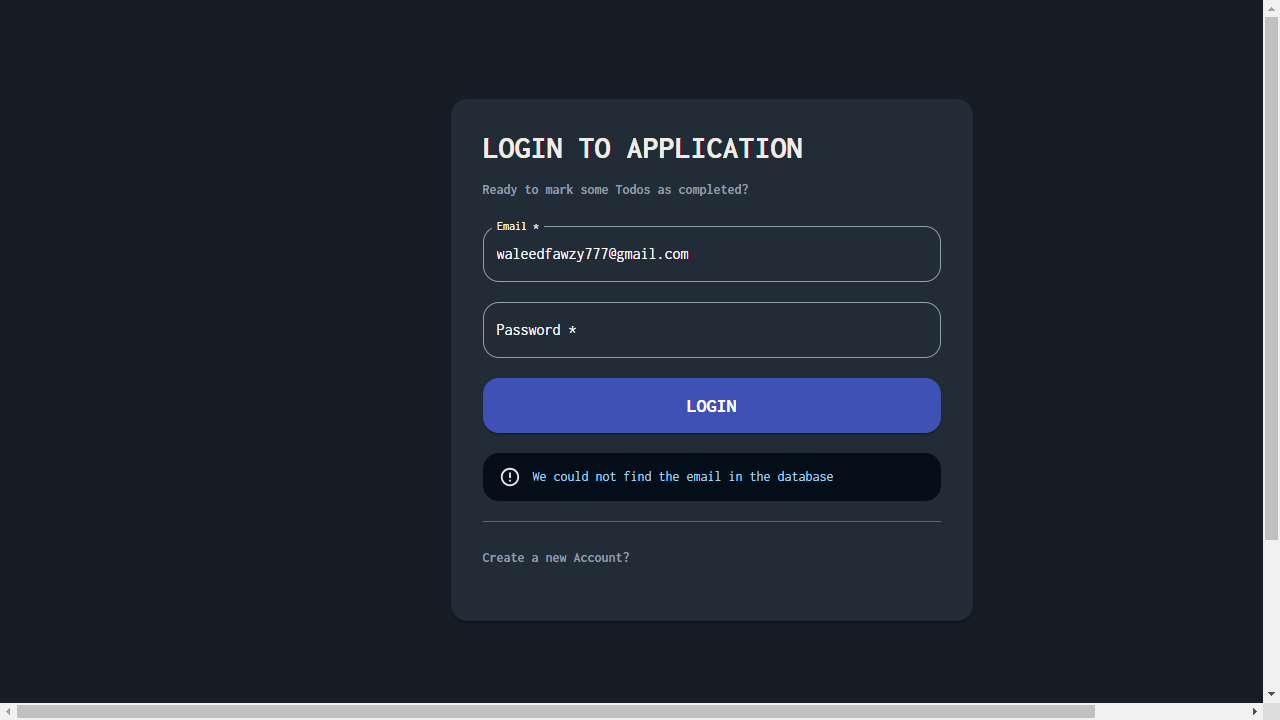 LOGIN TO APPLICATION
Ready to mark some Todos as completed?
Email *
waleedfawzy777@gmail.com
Password *
LOGIN
We could not find the email in the database
Create a new Account?